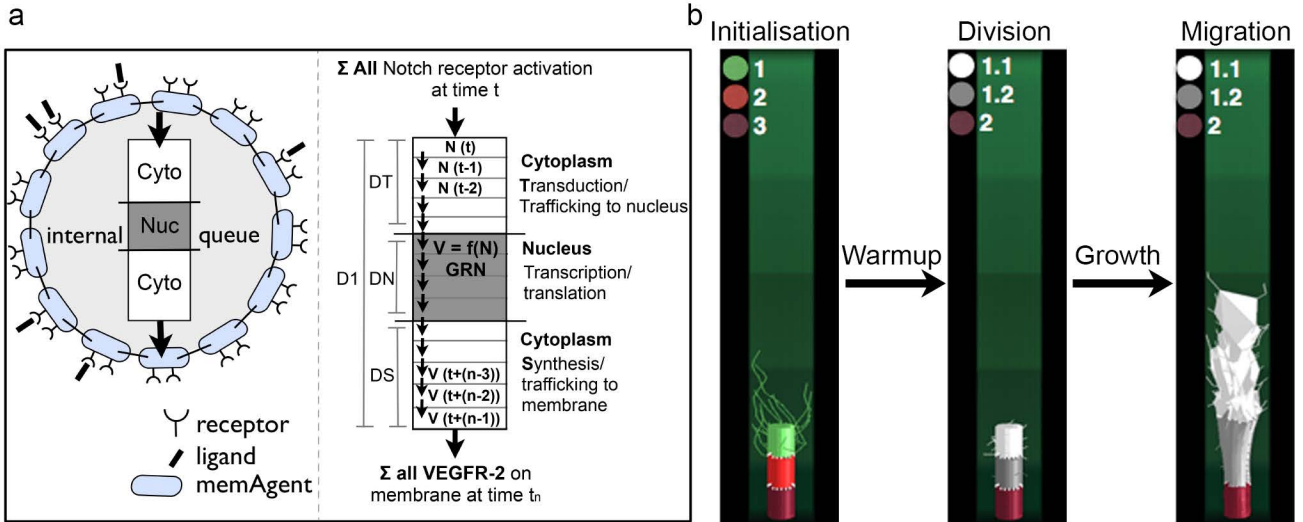 a
Cyto
internal
Nuc
queue
Cyto
receptor
ligand
memAgent
Σ All Notch receptor activation
at time t
D1
DT
DN
DS
N (t)
N (t-1)
N (t-2)
V = f(N)
GRN
V (t+(n-3))
V (t+(n-2))
V (t+(n-1))
Cytoplasm
Transduction/
Trafficking to nucleus
Nucleus
Transcription/
translation
Cytoplasm
Synthesis/
trafficking to
membrane
Σ all VEGFR-2 on
membrane at time tn
b
Initialisation
1
2
3
Warmup
Division
1.1
1.2
2
Growth
Migration
1.1
1.2
2